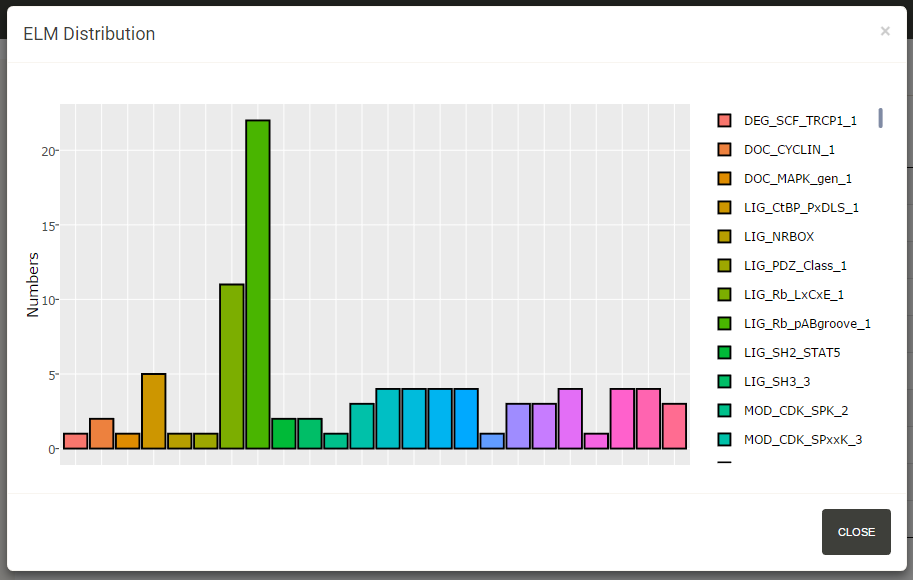 ELM Distribution
×
20
15
10
5
0
Numbers
DEG_SCF_TRCP1_1
DOC_CYCLIN_1
DOC_MAPK_gen_1
LIG_CtBP_PxDLS_1
LIG_NRBOX
LIG_PDZ_Class_1
LIG_Rb_LxCxE_1
LIG_Rb_pABgroove_1
LIG_SH2_STAT5
LIG_SH3_3
MOD_CDK_SPK_2
MOD_CDK_SPxxK_3
CLOSE